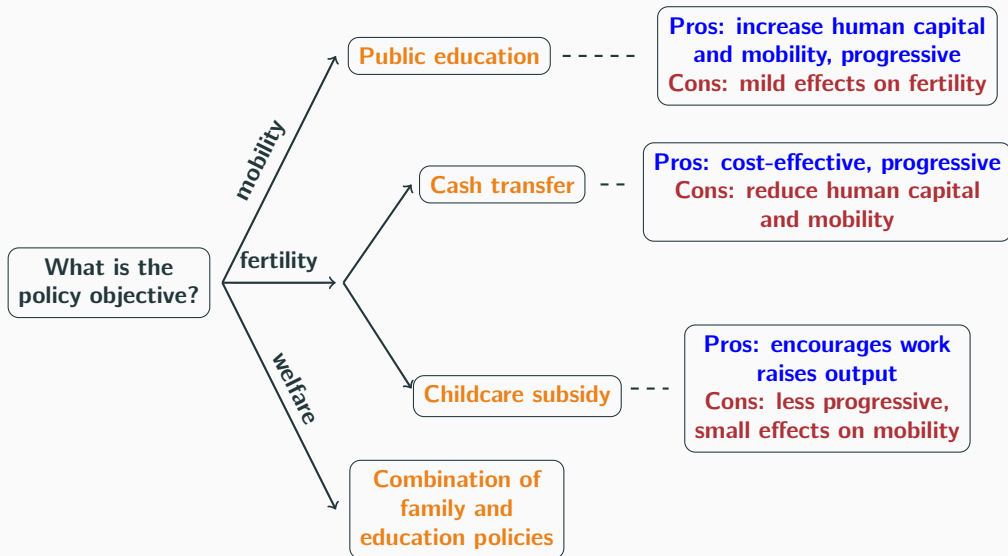 What is the
policy objective?
mobility
Public education
Pros: increase human capital
and mobility, progressive
Cons: mild effects on fertility
fertility
Cash transfer
Pros: cost-effective, progressive
Cons: reduce human capital
and mobility
Childcare subsidy
Pros: encourages work
raises output
Cons: less progressive,
small effects on mobility
welfare
Combination of
family and
education policies